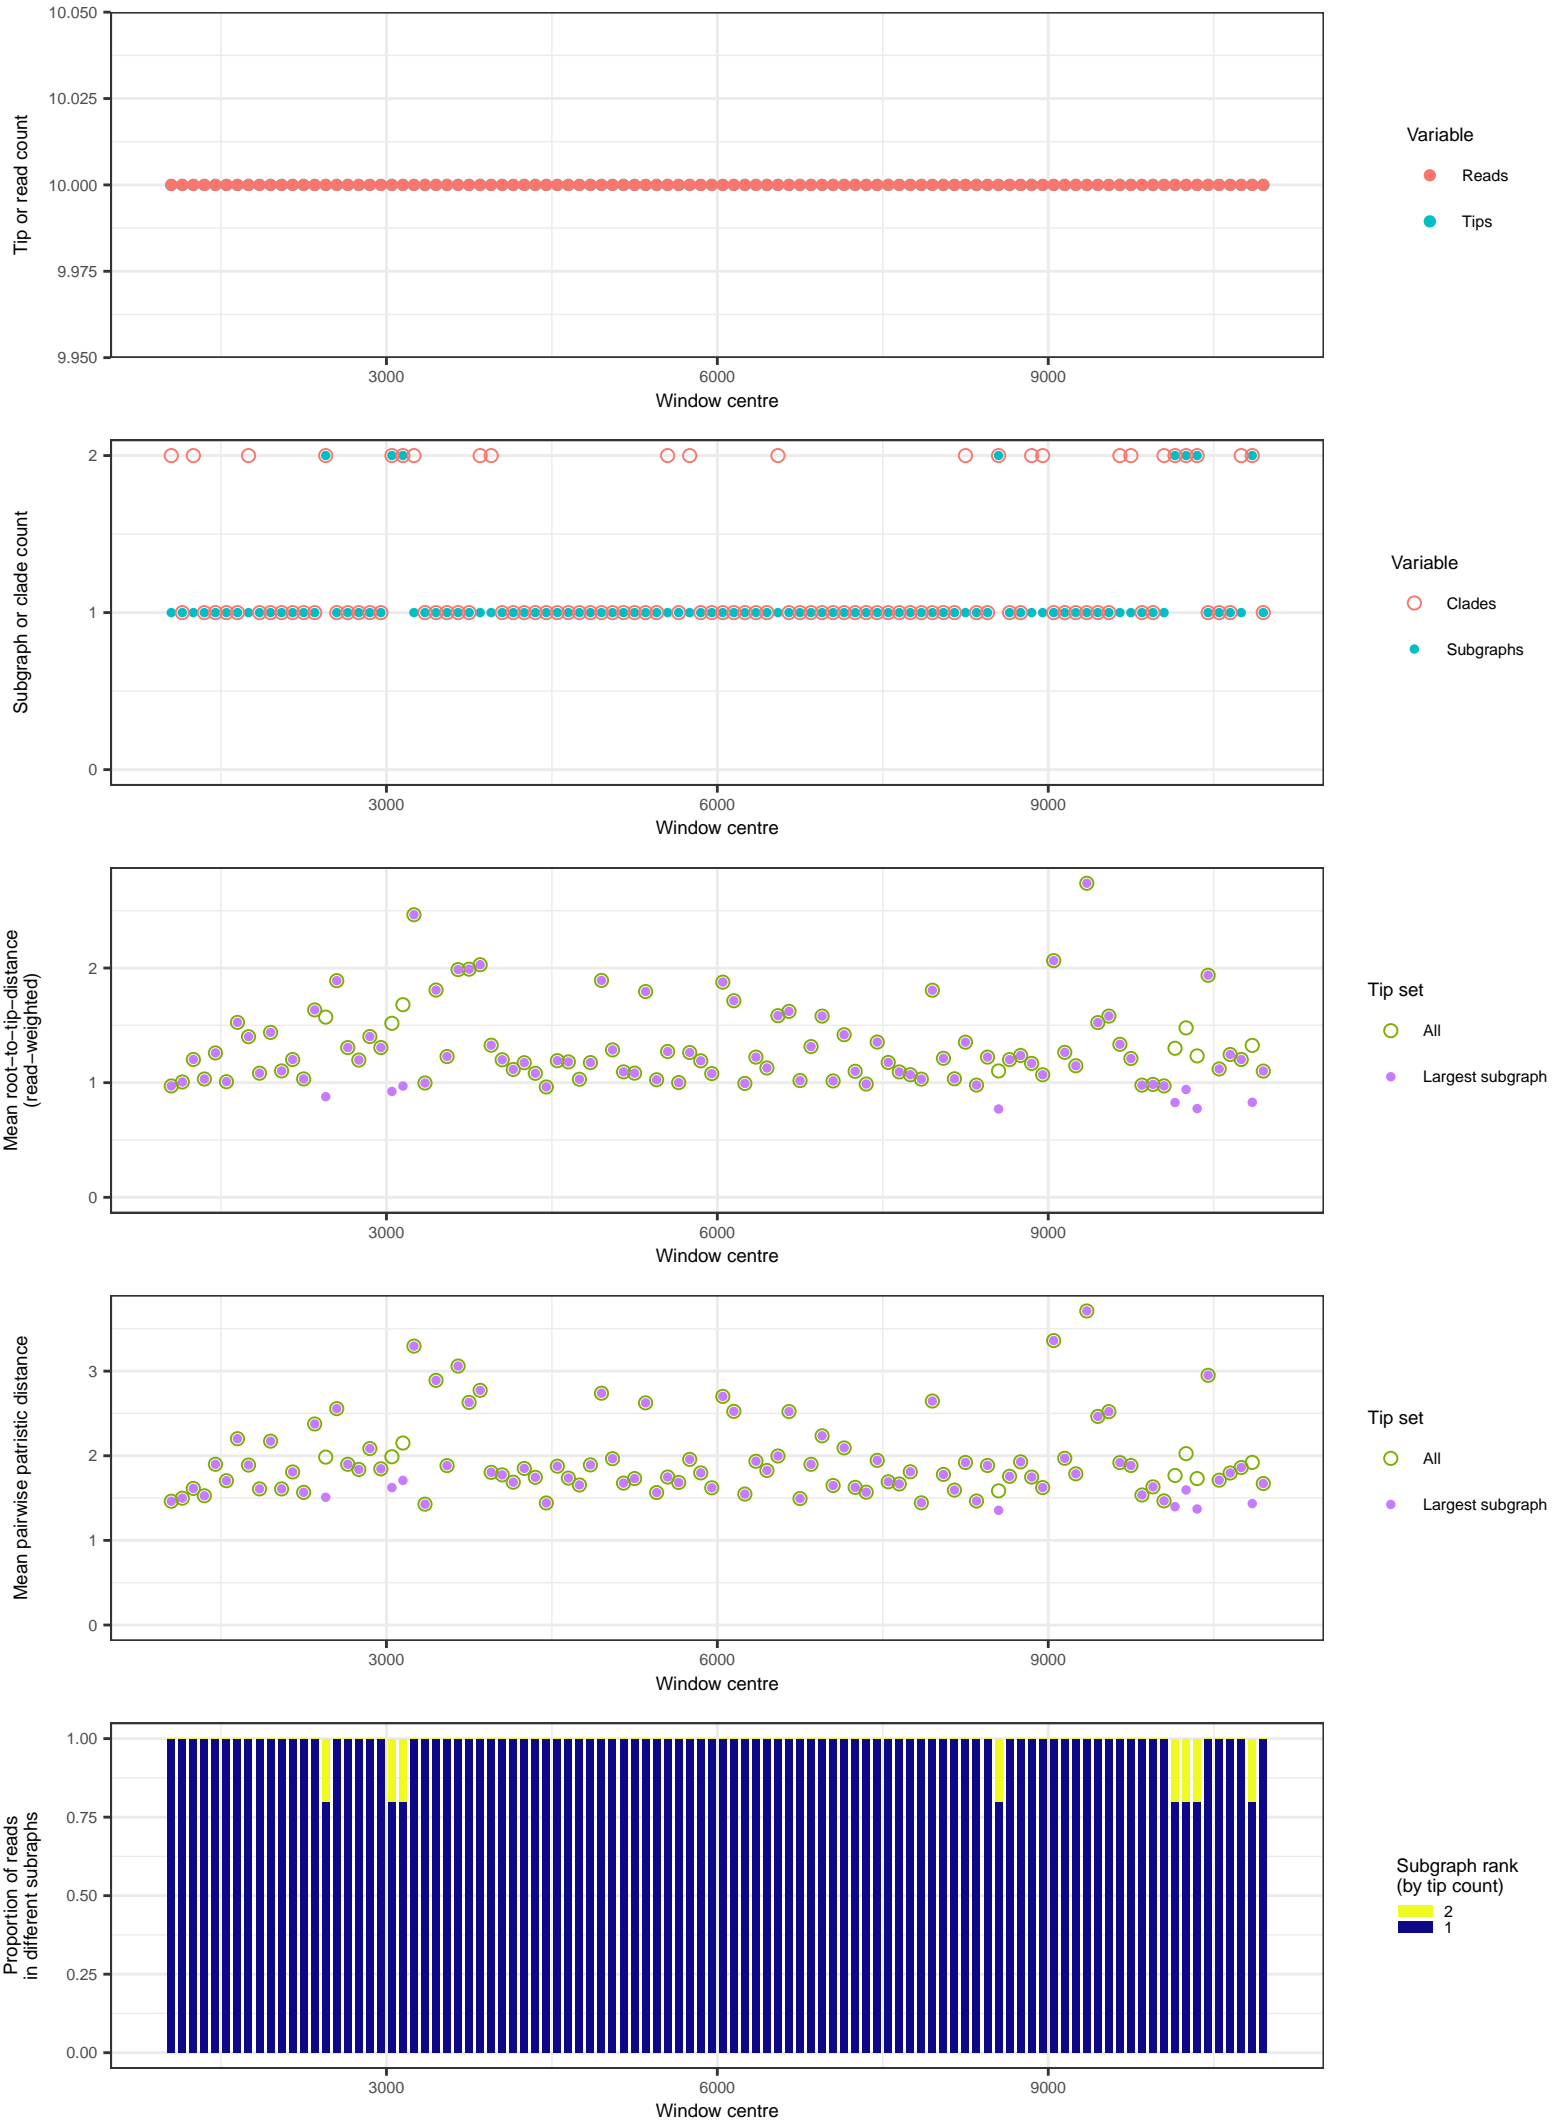 10.050
10.025
10.000
9.975
9.950
Tip or read count
3000
6000
9000
Window centre
Variable
Reads
Tips
2
1
0
Subgraph or clade count
3000
6000
9000
Window centre
Variable
Clades
Subgraphs
2
1
0
Mean root−to−tip−distance
(read−weighted)
3000
6000
9000
Window centre
Tip set
All
Largest subgraph
3
2
1
0
Mean pairwise patristic distance
3000
6000
9000
Window centre
Tip set
All
Largest subgraph
1.00
0.75
0.50
0.25
0.00
Proportion of reads
in different subraphs
3000
6000
9000
Window centre
Subgraph rank
(by tip count)
2
1